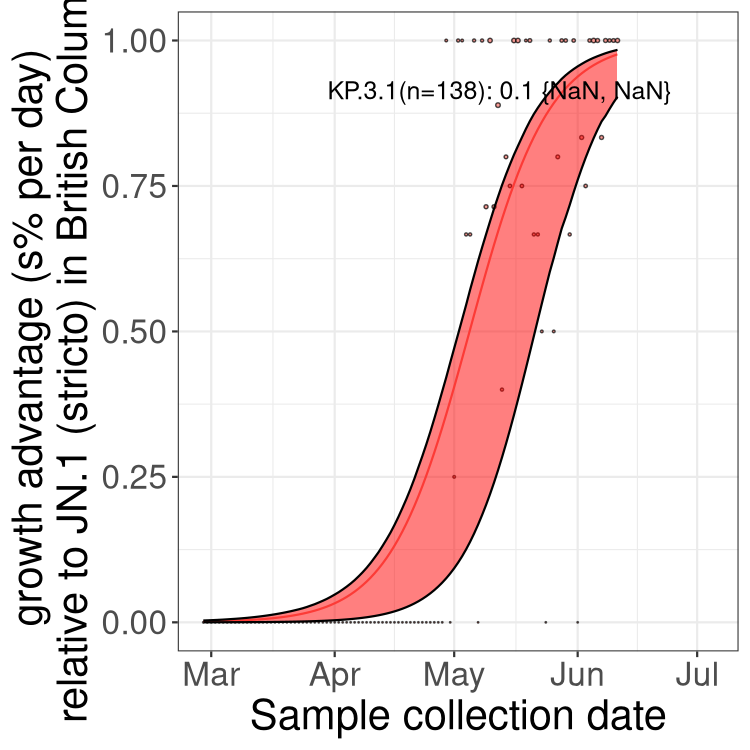 growth advantage (s% per day)
relative to JN.1 (stricto) in British Colum
1.00
0.75
0.50
0.25
0.00
KP.3.1(n=138): 0.1 {NaN, NaN}
Mar Apr May Jun Jul
Sample collection date